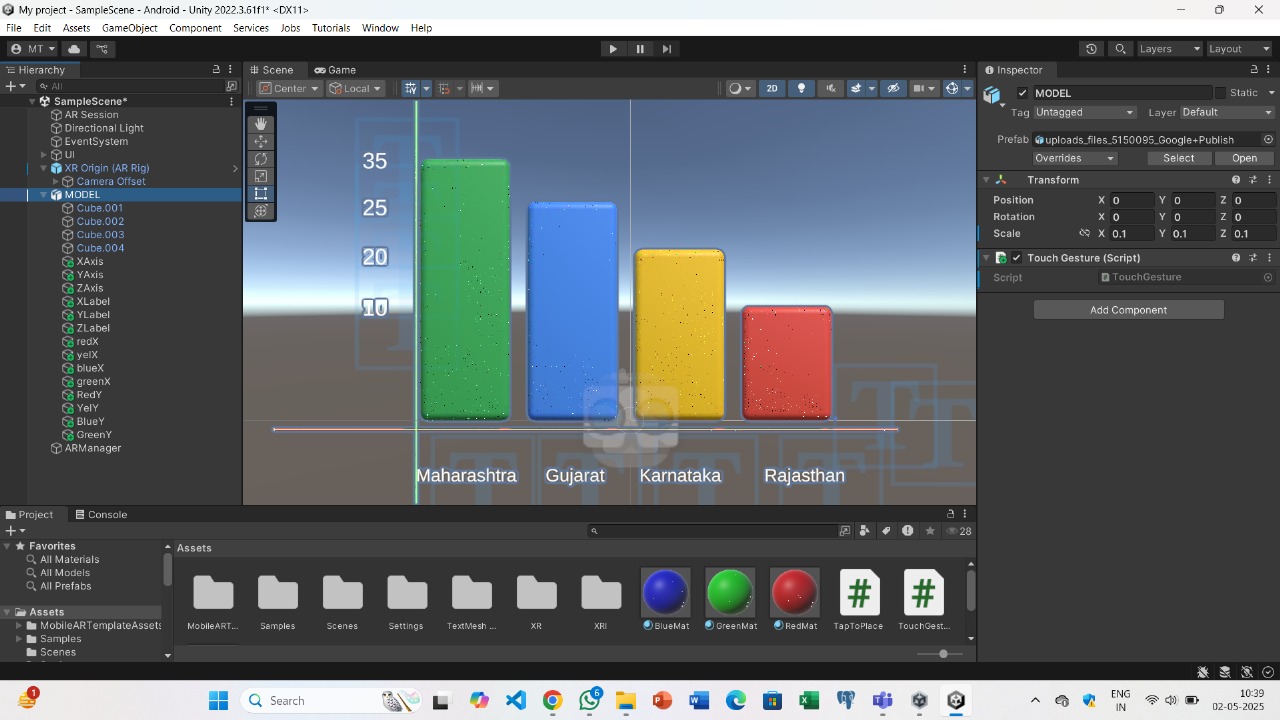 My project - SampleScene - Android - Unity 2022.3.61f1* <DX11>
File Edit Assets GameObject Component Services Jobs Tutorials Window Help
MT Layers Layout
Hierarchy
All
SampleScene*
AR Session
Directional Light
EventSystem
UI
XR Origin (AR Rig)
Camera Offset
MODEL
Cube.001
Cube.002
Cube.003
Cube.004
XAxis
YAxis
ZAxis
XLabel
YLabel
ZLabel
redX
yelX
blueX
greenX
RedY
YelY
BlueY
GreenY
ARManager
Scene Game
Center Local 2D
35
25
20
10
Maharashtra Gujarat Karnataka Rajasthan
Inspector
MODEL Static
Tag Untagged Layer Default
Prefab uploads_files_5150095_Google+Publish
Overrides Select Open
Transform
Position X 0 Y 0 Z 0
Rotation X 0 Y 0 Z 0
Scale X 0.1 Y 0.1 Z 0.1
Touch Gesture (Script)
Script TouchGesture
Add Component
Project Console
28
Favorites
All Materials
All Models
All Prefabs
Assets
MobileARTemplateAssets
Samples
Scenes
Assets
MobileART... Samples Scenes Settings TextMesh ... XR XRI BlueMat GreenMat RedMat TapToPlace TouchGest...
1 Search 6 ENG 10:39
IN 02-05-2025